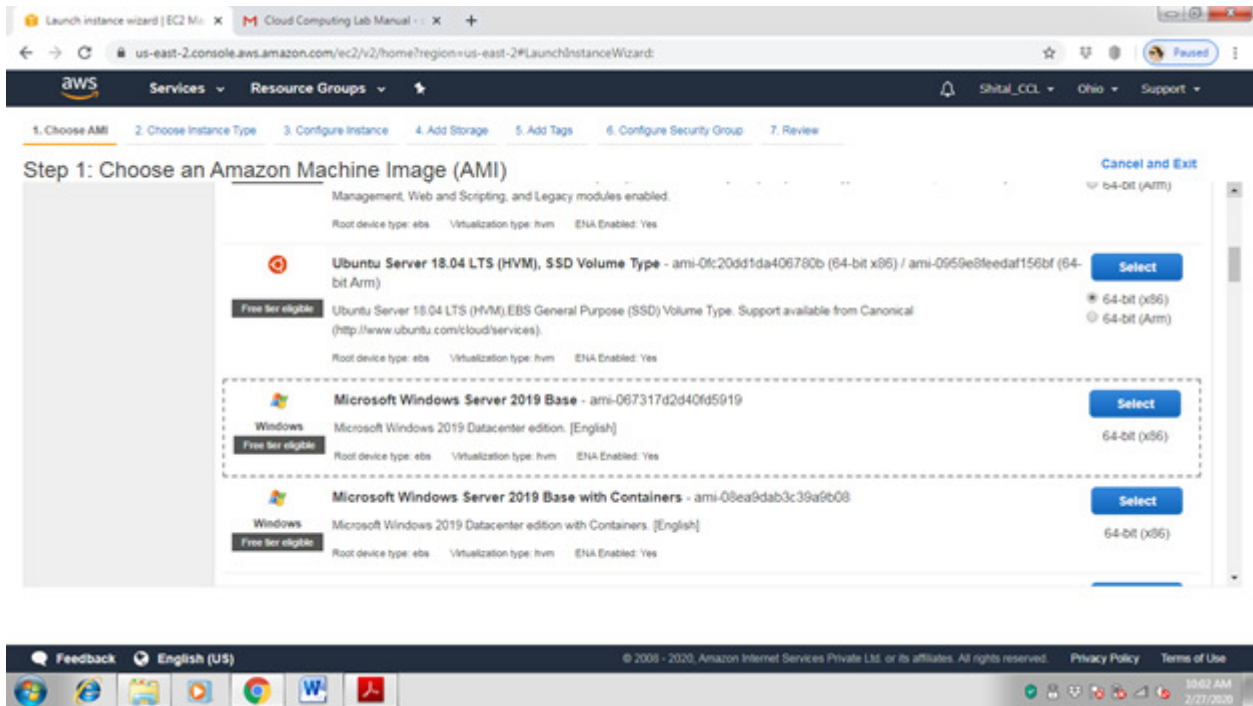 Launch instance wizard | EC2 Ma
Cloud Computing Lab Manual -
us-east-2.console.aws.amazon.com/ec2/v2/home?region=us-east-2#LaunchInstanceWizard:
Paused
aws Services Resource Groups Shital_CCL Ohio Support
1. Choose AMI 2. Choose Instance Type 3. Configure Instance 4. Add Storage 5. Add Tags 6. Configure Security Group 7. Review
Step 1: Choose an Amazon Machine Image (AMI)
Cancel and Exit
Management, Web and Scripting, and Legacy modules enabled.
64-bit (Arm)
Root device type: ebs Virtualization type: hvm ENA Enabled: Yes
Ubuntu Server 18.04 LTS (HVM), SSD Volume Type - ami-0fc20dd1da406780b (64-bit x86) / ami-0959e8feedaf156bf (64-
bit Arm)
Select
Free tier eligible
Ubuntu Server 18.04 LTS (HVM),EBS General Purpose (SSD) Volume Type. Support available from Canonical
(http://www.ubuntu.com/cloud/services).
64-bit (x86)
64-bit (Arm)
Root device type: ebs Virtualization type: hvm ENA Enabled: Yes
Microsoft Windows Server 2019 Base - ami-067317d2d40fd5919
Select
Windows
Free tier eligible
Microsoft Windows 2019 Datacenter edition. [English]
64-bit (x86)
Root device type: ebs Virtualization type: hvm ENA Enabled: Yes
Microsoft Windows Server 2019 Base with Containers - ami-08ea9dab3c39a9b08
Select
Windows
Free tier eligible
Microsoft Windows 2019 Datacenter edition with Containers. [English]
64-bit (x86)
Root device type: ebs Virtualization type: hvm ENA Enabled: Yes
Feedback English (US) © 2008 - 2020, Amazon Internet Services Private Ltd. or its affiliates. All rights reserved. Privacy Policy Terms of Use
10:02 AM
2/27/2020